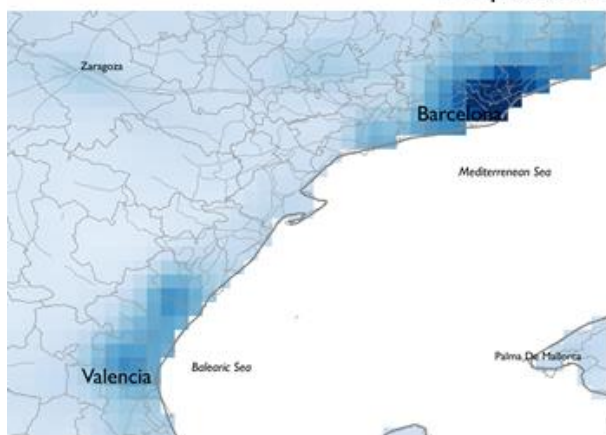 Zaragoza
Barcelona
Mediterrenean Sea
Palma De Mallorca
Balearic Sea
Valencia